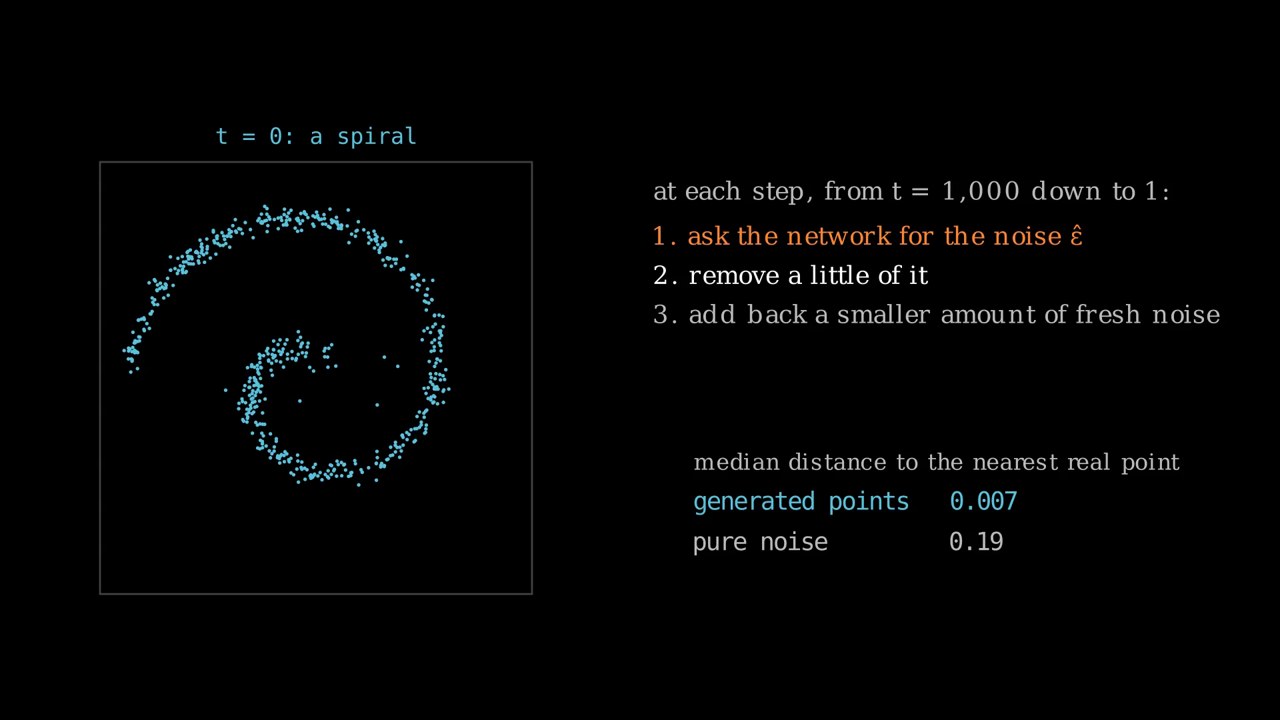 t = 0: a spiral
at each step, from t = 1,000 down to 1:
1. ask the network for the noise ε̂
2. remove a little of it
3. add back a smaller amount of fresh noise
median distance to the nearest real point
generated points 0.007
pure noise 0.19